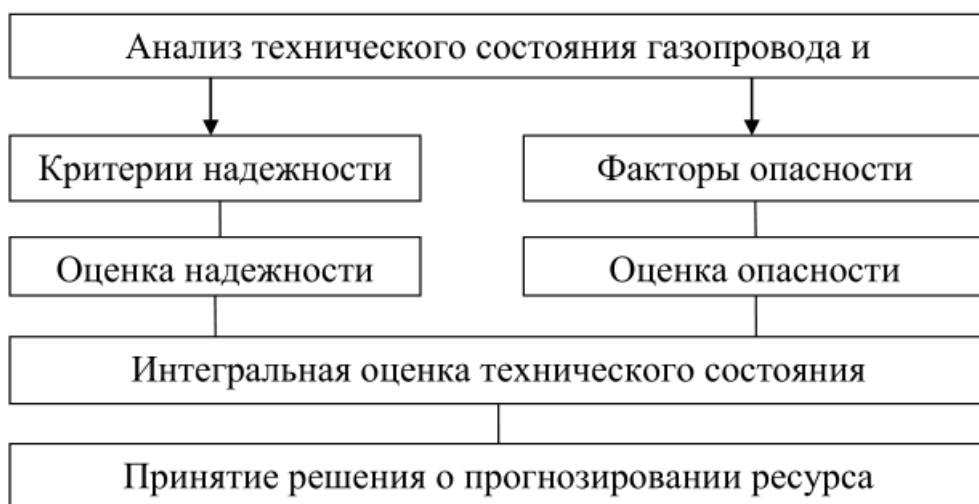 Анализ технического состояния газопровода и
Критерии надежности
Факторы опасности
Оценка надежности
Оценка опасности
Интегральная оценка технического состояния
Принятие решения о прогнозировании ресурса